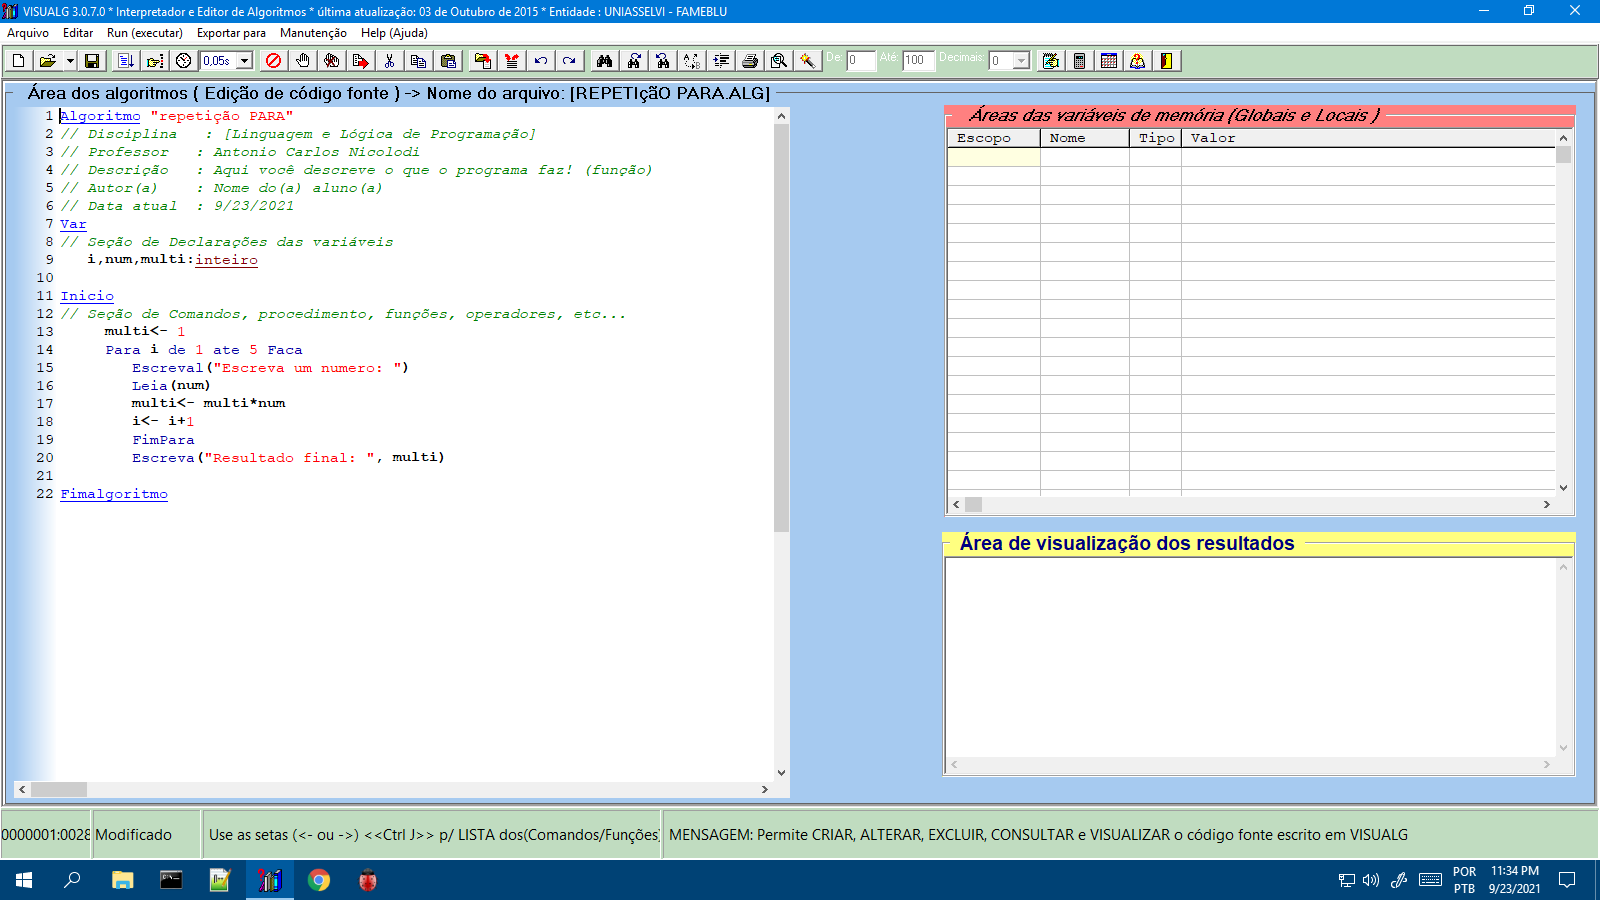 VISUALG 3.0.7.0 * Interpretador e Editor de Algoritmos * última atualização: 03 de Outubro de 2015 * Entidade : UNIASSELVI - FAMEBLU
Arquivo Editar Run (executar) Exportar para Manutenção Help (Ajuda)
0,05s De: 0 Até: 100 Decimais: 0
Área dos algoritmos ( Edição de código fonte ) -> Nome do arquivo: [REPETIçãO PARA.ALG]
1 Algoritmo "repetição PARA"
2 // Disciplina : [Linguagem e Lógica de Programação]
3 // Professor : Antonio Carlos Nicolodi
4 // Descrição : Aqui você descreve o que o programa faz! (função)
5 // Autor(a) : Nome do(a) aluno(a)
6 // Data atual : 9/23/2021
7 Var
8 // Seção de Declarações das variáveis
9 i,num,multi:inteiro
10
11 Inicio
12 // Seção de Comandos, procedimento, funções, operadores, etc...
13 multi<- 1
14 Para i de 1 ate 5 Faca
15 Escreval("Escreva um numero: ")
16 Leia(num)
17 multi<- multi*num
18 i<- i+1
19 FimPara
20 Escreva("Resultado final: ", multi)
21
22 Fimalgoritmo
Áreas das variáveis de memória (Globais e Locais )
Escopo Nome Tipo Valor
Área de visualização dos resultados
0000001:0028 Modificado Use as setas (<- ou ->) <<Ctrl J>> p/ LISTA dos(Comandos/Funções) MENSAGEM: Permite CRIAR, ALTERAR, EXCLUIR, CONSULTAR e VISUALIZAR o código fonte escrito em VISUALG
POR
PTB
11:34 PM
9/23/2021